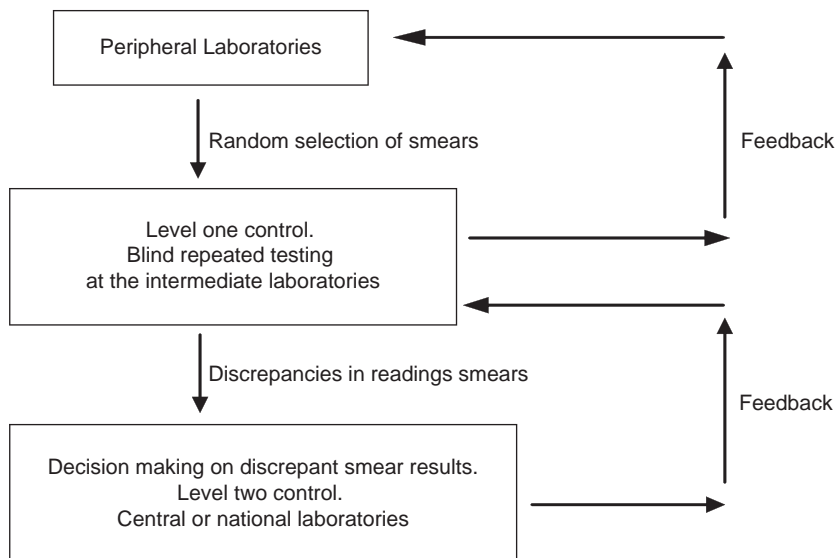 Peripheral Laboratories
Random selection of smears
Feedback
Level one control.
Blind repeated testing
at the intermediate laboratories
Discrepancies in readings smears
Feedback
Decision making on discrepant smear results.
Level two control.
Central or national laboratories